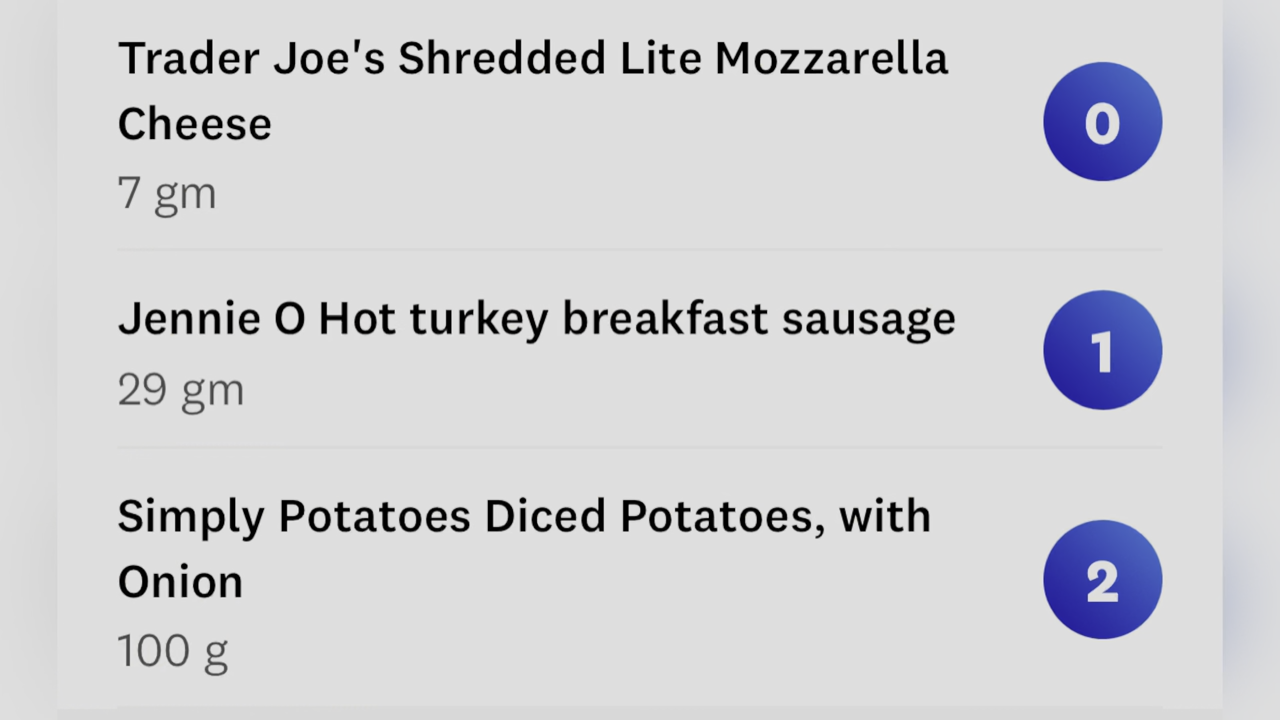 Trader Joe's Shredded Lite Mozzarella
Cheese
0
7 gm
Jennie O Hot turkey breakfast sausage
1
29 gm
Simply Potatoes Diced Potatoes, with
Onion
2
100 g